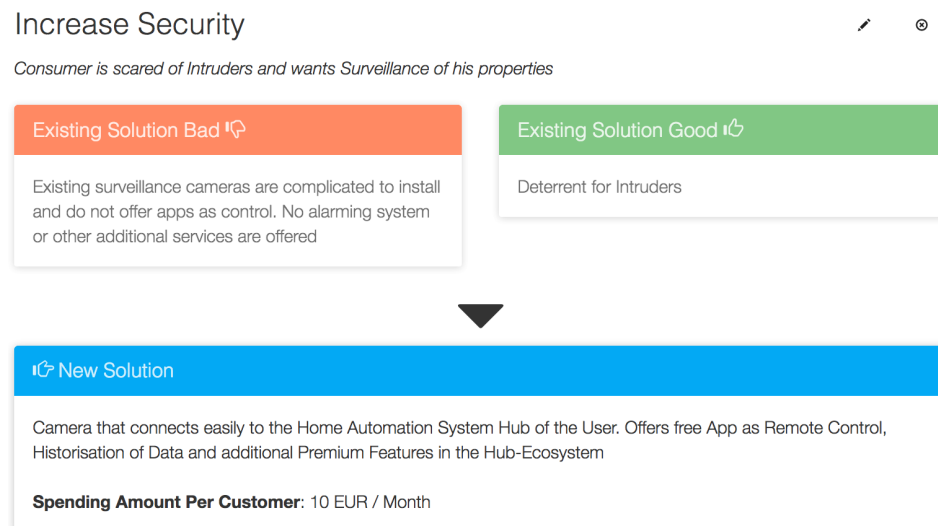 Increase Security
Consumer is scared of Intruders and wants Surveillance of his properties
Existing Solution Bad
Existing surveillance cameras are complicated to install
and do not offer apps as control. No alarming system
or other additional services are offered
Existing Solution Good
Deterrent for Intruders
New Solution
Camera that connects easily to the Home Automation System Hub of the User. Offers free App as Remote Control,
Historisation of Data and additional Premium Features in the Hub-Ecosystem
Spending Amount Per Customer: 10 EUR / Month